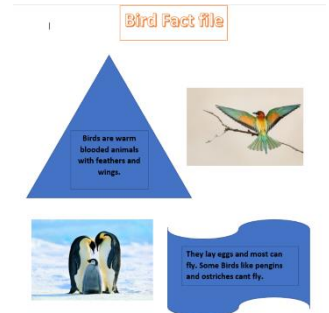 Bird Fact file
Birds are warm
blooded animals
with feathers and
wings.
They lay eggs and most can
fly. Some Birds like pengins
and ostriches cant fly.